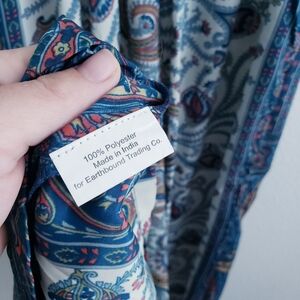 100% Polyester
Made in India
for Earthbound Trading Co.